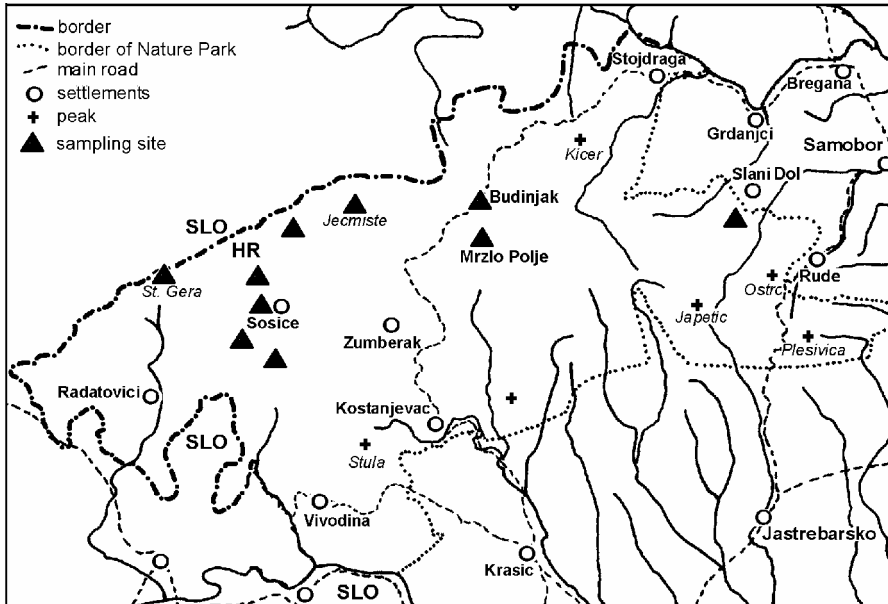 border
border of Nature Park
main road
settlements
peak
sampling site
Stojdraga
Bregana
Grdanjci
Kicer
Samobor
Slani Dol
Budinjak
Jecmiste
SLO
HR
Mrzlo Polje
Rude
St. Gera
Ostrc
Japetic
Sosice
Zumberak
Plesivica
Radatovici
Kostanjevac
SLO
Stula
Vivodina
Jastrebarsko
Krasic
SLO